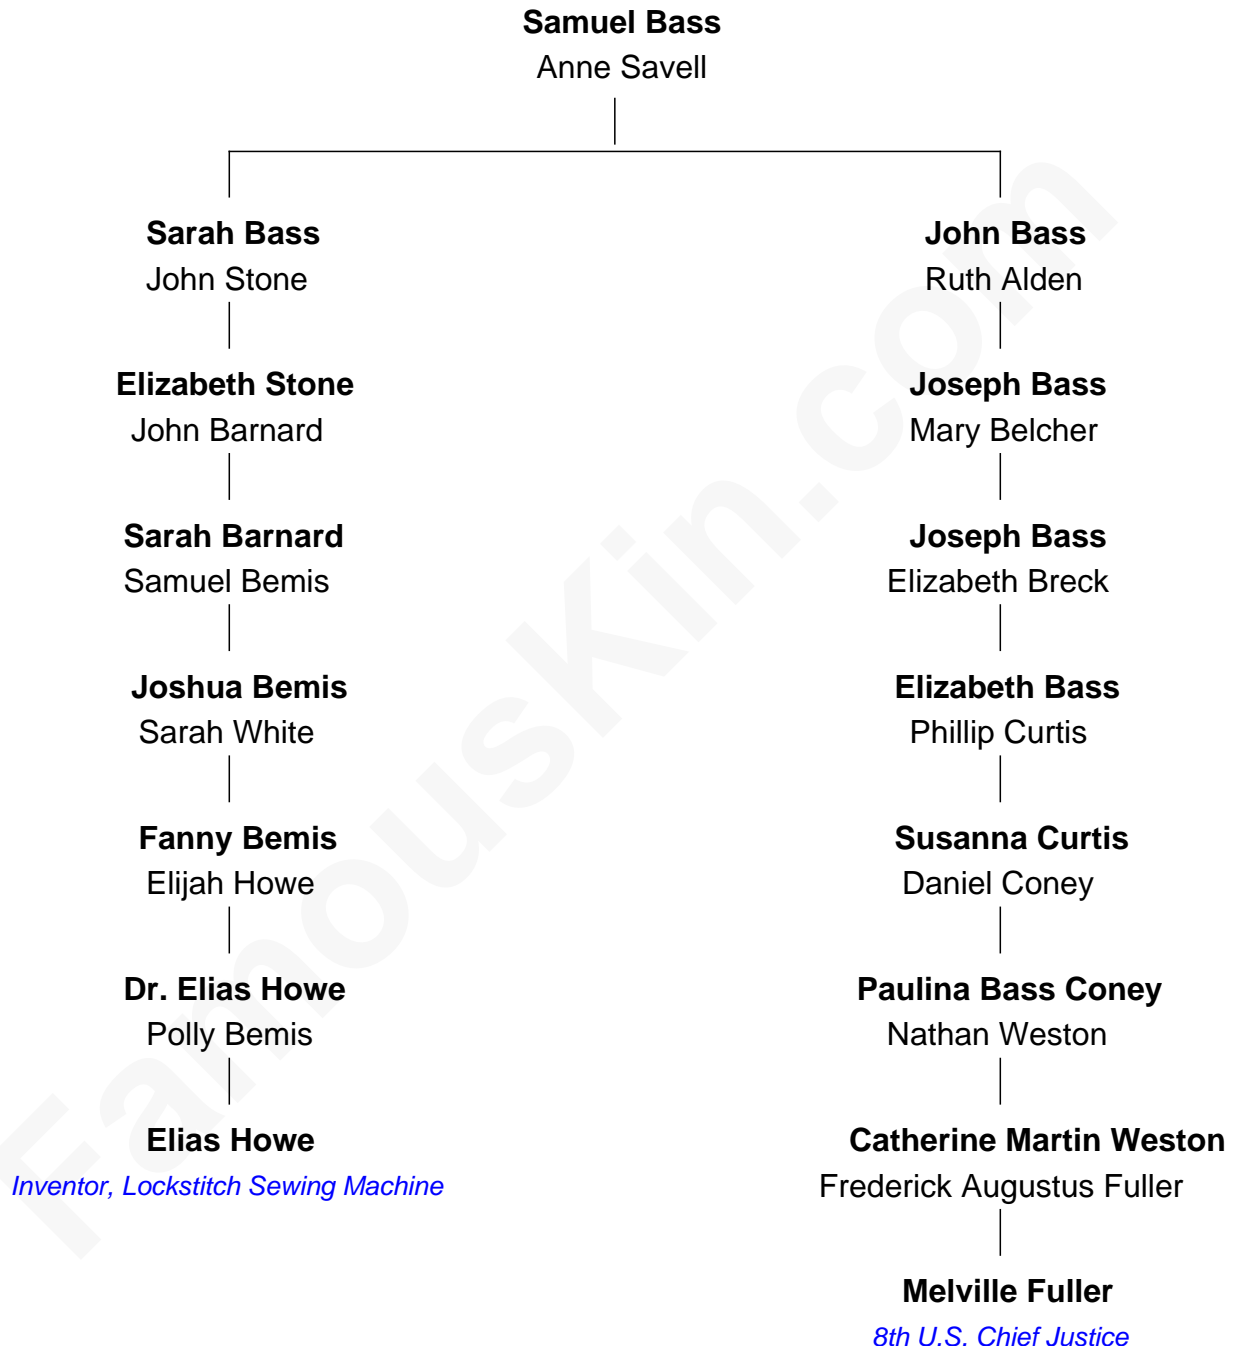 Samuel Bass
Anne Savell
Sarah Bass
John Stone
John Bass
Ruth Alden
Elizabeth Stone
John Barnard
Joseph Bass
Mary Belcher
Sarah Barnard
Samuel Bemis
Joseph Bass
Elizabeth Breck
Joshua Bemis
Sarah White
Elizabeth Bass
Phillip Curtis
Fanny Bemis
Elijah Howe
Susanna Curtis
Daniel Coney
Dr. Elias Howe
Polly Bemis
Paulina Bass Coney
Nathan Weston
Elias Howe
Inventor, Lockstitch Sewing Machine
Catherine Martin Weston
Frederick Augustus Fuller
Melville Fuller
8th U.S. Chief Justice
FamousKin.com